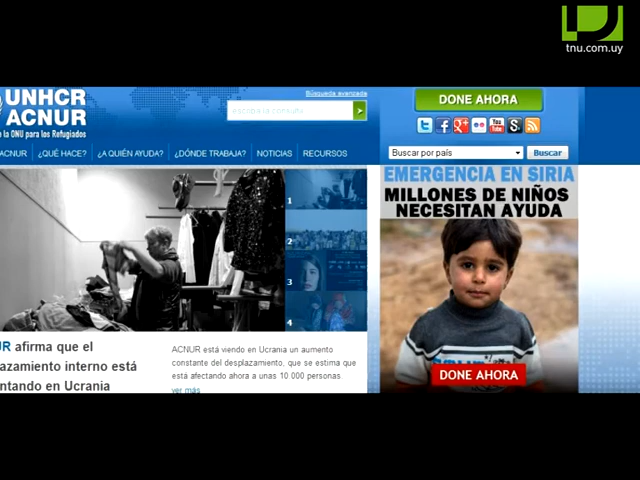 tnu.com.uy
UNHCR
ACNUR
la ONU para los Refugiados
Búsqueda avanzada
DONE AHORA
ACNUR
¿QUÉ HACE?
¿A QUIÉN AYUDA?
¿DÓNDE TRABAJA?
NOTICIAS
RECURSOS
Buscar por país
Buscar
1
2
3
4
EMERGENCIA EN SIRIA
MILLONES DE NIÑOS
NECESITAN AYUDA
DONE AHORA
UR afirma que el
lazamiento interno está
ntando en Ucrania
ACNUR está viendo en Ucrania un aumento
constante del desplazamiento, que se estima que
está afectando ahora a unas 10.000 personas
ver más